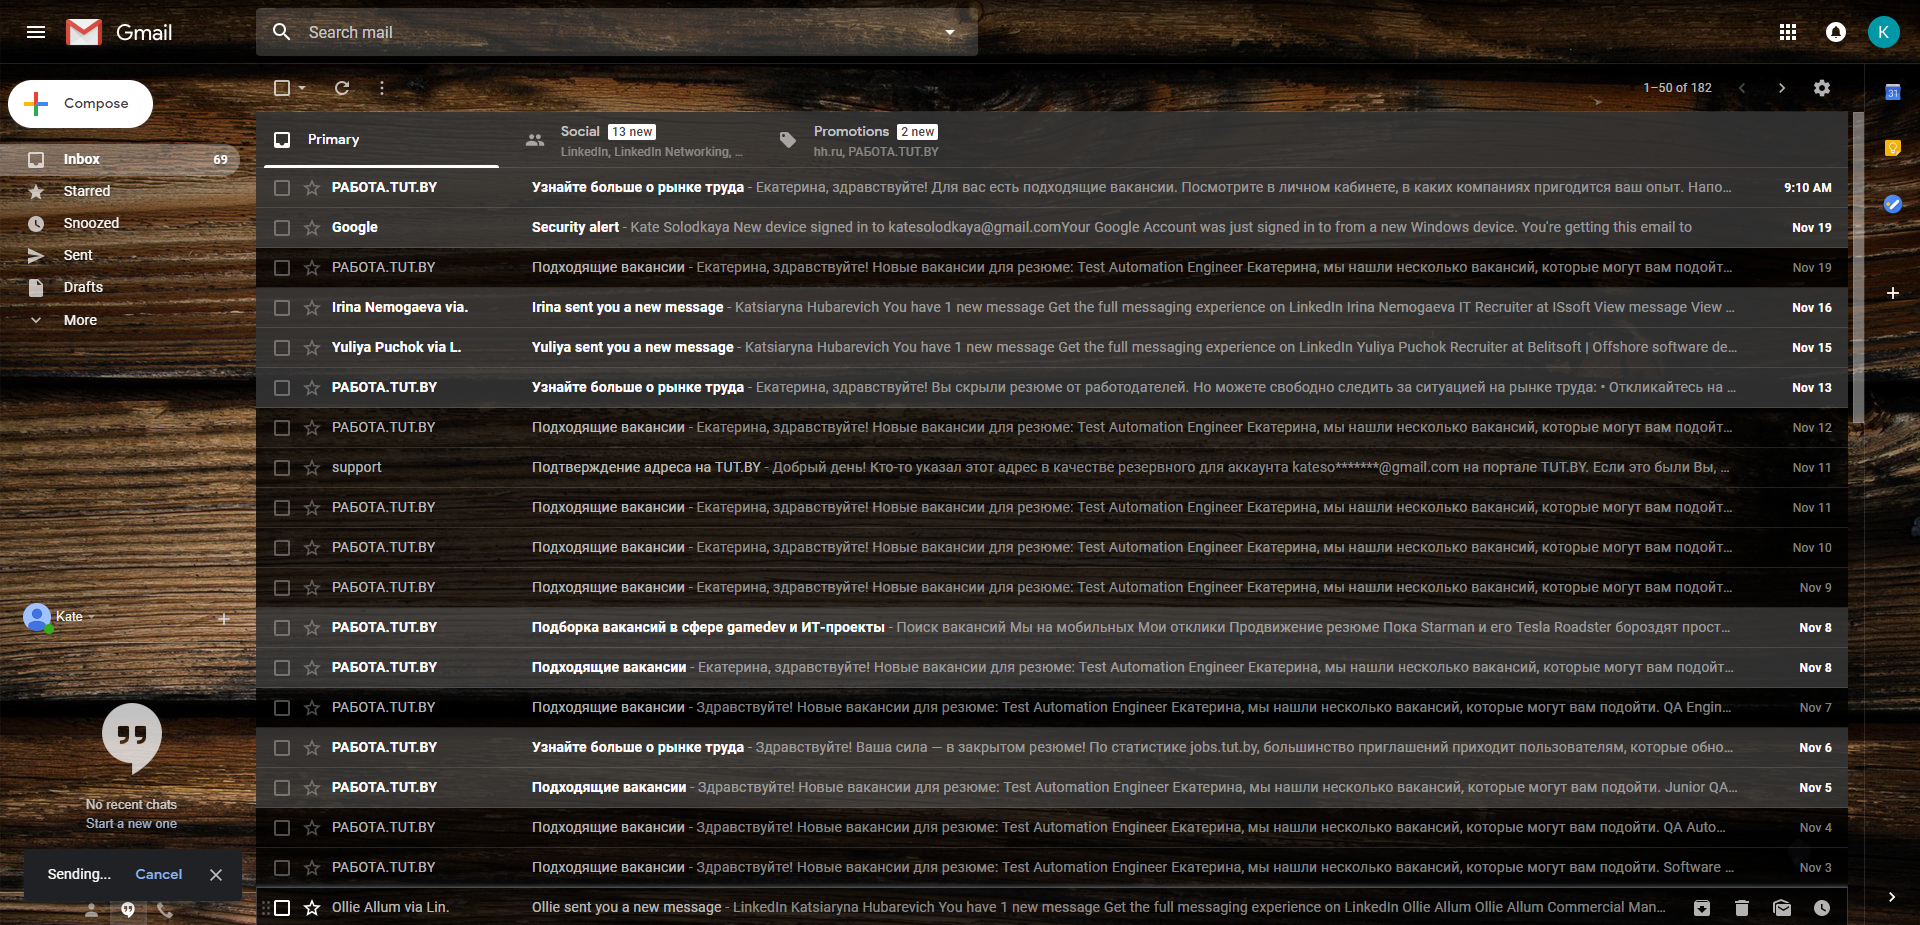 Gmail
Search mail
K
Compose
1–50 of 182
31
Primary
Social 13 new
LinkedIn, LinkedIn Networking, ...
Promotions 2 new
hh.ru, РАБОТА.TUT.BY
Inbox 69
Starred
Snoozed
Sent
Drafts
More
РАБОТА.TUT.BY Узнайте больше о рынке труда - Екатерина, здравствуйте! Для вас есть подходящие вакансии. Посмотрите в личном кабинете, в каких компаниях пригодится ваш опыт. Напо... 9:10 AM
Google Security alert - Kate Solodkaya New device signed in to katesolodkaya@gmail.comYour Google Account was just signed in to from a new Windows device. You're getting this email to Nov 19
РАБОТА.TUT.BY Подходящие вакансии - Екатерина, здравствуйте! Новые вакансии для резюме: Test Automation Engineer Екатерина, мы нашли несколько вакансий, которые могут вам подойт... Nov 19
Irina Nemogaeva via. Irina sent you a new message - Katsiaryna Hubarevich You have 1 new message Get the full messaging experience on LinkedIn Irina Nemogaeva IT Recruiter at ISsoft View message View ... Nov 16
Yuliya Puchok via L. Yuliya sent you a new message - Katsiaryna Hubarevich You have 1 new message Get the full messaging experience on LinkedIn Yuliya Puchok Recruiter at Belitsoft | Offshore software de... Nov 15
РАБОТА.TUT.BY Узнайте больше о рынке труда - Екатерина, здравствуйте! Вы скрыли резюме от работодателей. Но можете свободно следить за ситуацией на рынке труда: • Откликайтесь на ... Nov 13
РАБОТА.TUT.BY Подходящие вакансии - Екатерина, здравствуйте! Новые вакансии для резюме: Test Automation Engineer Екатерина, мы нашли несколько вакансий, которые могут вам подойт... Nov 12
support Подтверждение адреса на TUT.BY - Добрый день! Кто-то указал этот адрес в качестве резервного для аккаунта kateso*******@gmail.com на портале TUT.BY. Если это были Вы, ... Nov 11
РАБОТА.TUT.BY Подходящие вакансии - Екатерина, здравствуйте! Новые вакансии для резюме: Test Automation Engineer Екатерина, мы нашли несколько вакансий, которые могут вам подойт... Nov 11
РАБОТА.TUT.BY Подходящие вакансии - Екатерина, здравствуйте! Новые вакансии для резюме: Test Automation Engineer Екатерина, мы нашли несколько вакансий, которые могут вам подойт... Nov 10
РАБОТА.TUT.BY Подходящие вакансии - Екатерина, здравствуйте! Новые вакансии для резюме: Test Automation Engineer Екатерина, мы нашли несколько вакансий, которые могут вам подойт... Nov 9
РАБОТА.TUT.BY Подборка вакансий в сфере gamedev и ИТ-проекты - Поиск вакансий Мы на мобильных Мои отклики Продвижение резюме Пока Starman и его Tesla Roadster бороздят прост... Nov 8
РАБОТА.TUT.BY Подходящие вакансии - Екатерина, здравствуйте! Новые вакансии для резюме: Test Automation Engineer Екатерина, мы нашли несколько вакансий, которые могут вам подойт... Nov 8
РАБОТА.TUT.BY Подходящие вакансии - Здравствуйте! Новые вакансии для резюме: Test Automation Engineer Екатерина, мы нашли несколько вакансий, которые могут вам подойти. QA Engin... Nov 7
РАБОТА.TUT.BY Узнайте больше о рынке труда - Здравствуйте! Ваша сила — в закрытом резюме! По статистике jobs.tut.by, большинство приглашений приходит пользователям, которые обно... Nov 6
РАБОТА.TUT.BY Подходящие вакансии - Здравствуйте! Новые вакансии для резюме: Test Automation Engineer Екатерина, мы нашли несколько вакансий, которые могут вам подойти. Junior QA... Nov 5
РАБОТА.TUT.BY Подходящие вакансии - Здравствуйте! Новые вакансии для резюме: Test Automation Engineer Екатерина, мы нашли несколько вакансий, которые могут вам подойти. QA Auto... Nov 4
РАБОТА.TUT.BY Подходящие вакансии - Здравствуйте! Новые вакансии для резюме: Test Automation Engineer Екатерина, мы нашли несколько вакансий, которые могут вам подойти. Software ... Nov 3
Ollie Allum via Lin. Ollie sent you a new message - LinkedIn Katsiaryna Hubarevich You have 1 new message Get the full messaging experience on LinkedIn Ollie Allum Ollie Allum Commercial Man...
Kate
No recent chats
Start a new one
Sending... Cancel